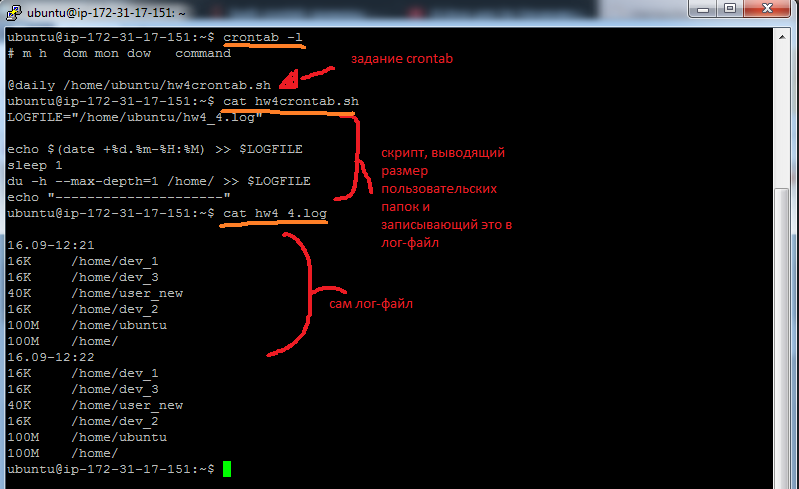 ubuntu@ip-172-31-17-151: ~
ubuntu@ip-172-31-17-151:~$ crontab -l
# m h  dom mon dow   command
задание crontab
@daily /home/ubuntu/hw4crontab.sh
ubuntu@ip-172-31-17-151:~$ cat hw4crontab.sh
LOGFILE="/home/ubuntu/hw4_4.log"
echo $(date +%d.%m-%H:%M) >> $LOGFILE
sleep 1
du -h --max-depth=1 /home/ >> $LOGFILE
echo "---------------------"
скрипт, выводящий
размер
пользовательских
папок и
записывающий это в
лог-файл
ubuntu@ip-172-31-17-151:~$ cat hw4_4.log
16.09-12:21
16K     /home/dev_1
16K     /home/dev_3
40K     /home/user_new
16K     /home/dev_2
100M    /home/ubuntu
100M    /home/
сам лог-файл
16.09-12:22
16K     /home/dev_1
16K     /home/dev_3
40K     /home/user_new
16K     /home/dev_2
100M    /home/ubuntu
100M    /home/
ubuntu@ip-172-31-17-151:~$